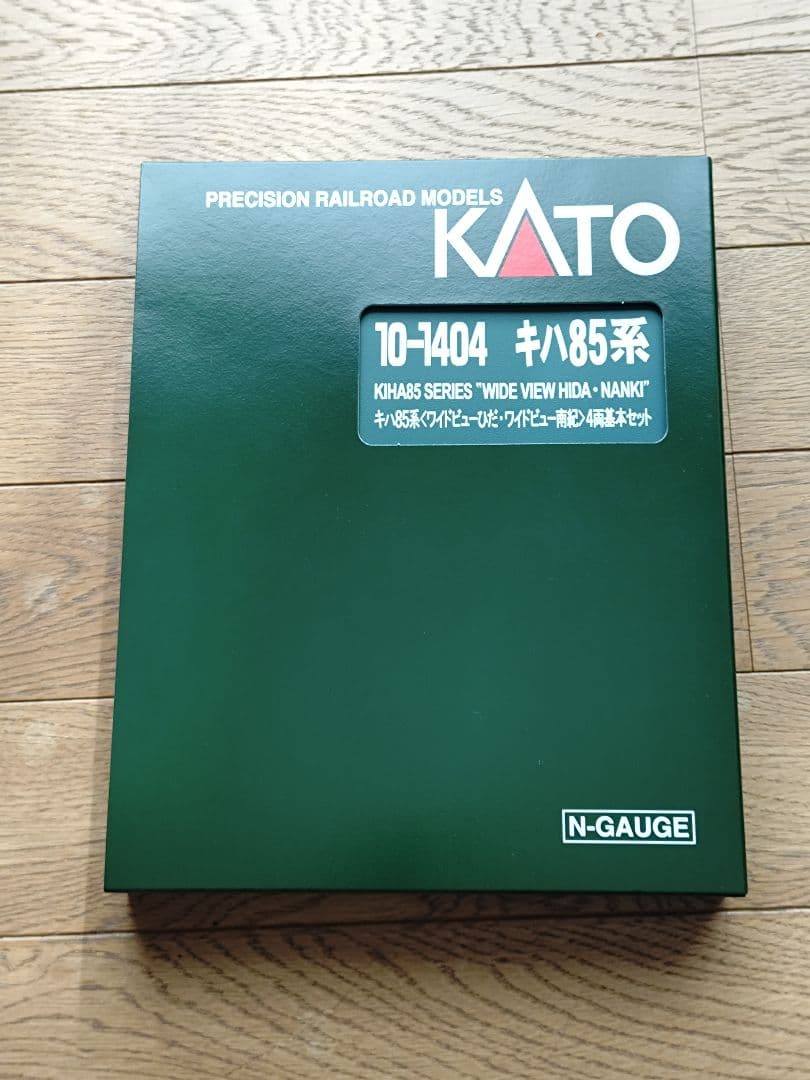 PRECISION RAILROAD MODELS
KATO
10-1404 キハ85系
KIHA85 SERIES "WIDE VIEW HIDA・NANKI"
キハ85系〈ワイドビューひだ・ワイドビュー南紀〉4両基本セット
N-GAUGE